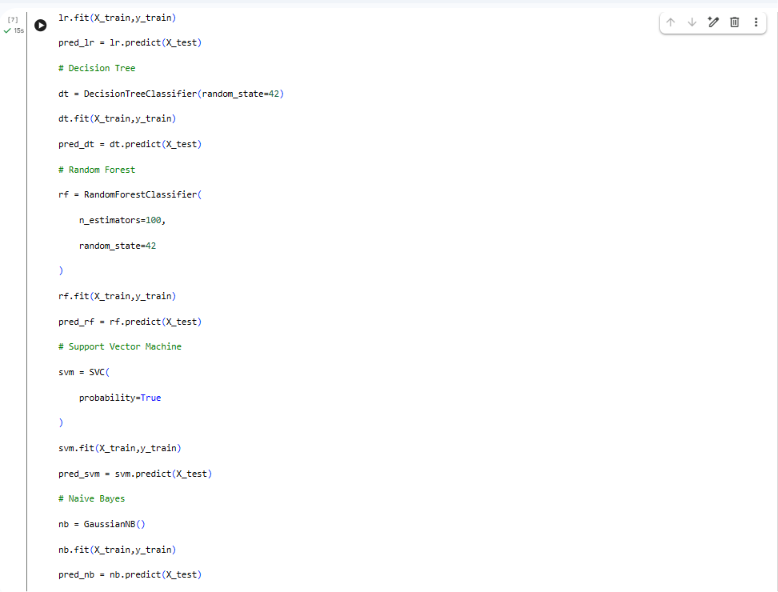 [7]
15s
lr.fit(X_train,y_train)
pred_lr = lr.predict(X_test)
# Decision Tree
dt = DecisionTreeClassifier(random_state=42)
dt.fit(X_train,y_train)
pred_dt = dt.predict(X_test)
# Random Forest
rf = RandomForestClassifier(
    n_estimators=100,
    random_state=42
)
rf.fit(X_train,y_train)
pred_rf = rf.predict(X_test)
# Support Vector Machine
svm = SVC(
    probability=True
)
svm.fit(X_train,y_train)
pred_svm = svm.predict(X_test)
# Naive Bayes
nb = GaussianNB()
nb.fit(X_train,y_train)
pred_nb = nb.predict(X_test)